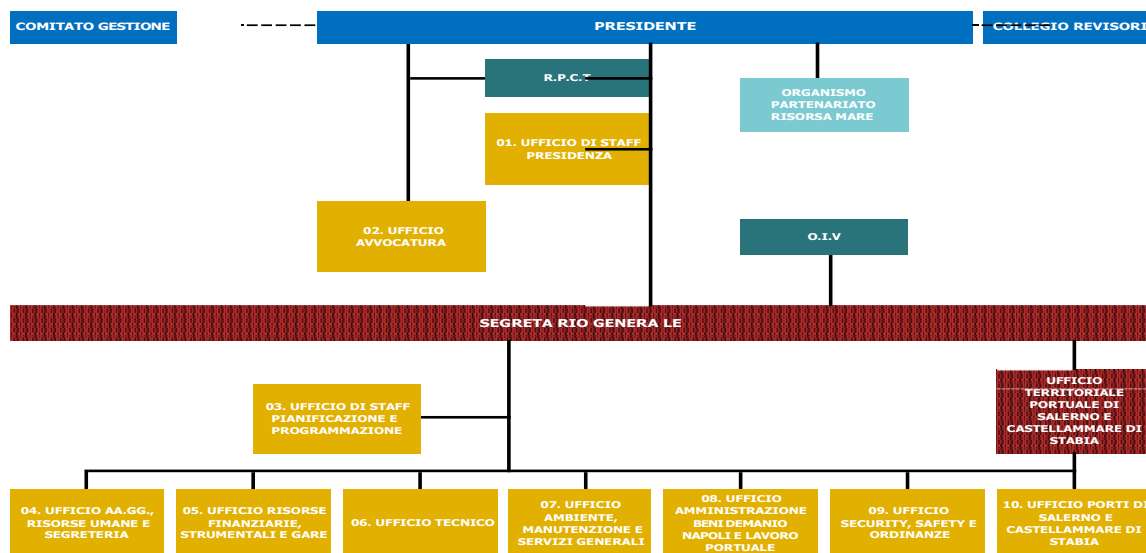 COMITATO GESTIONE
PRESIDENTE
COLLEGIO REVISORI
R.P.C.T
ORGANISMO
PARTENARIATO
RISORSA MARE
01. UFFICIO DI STAFF
PRESIDENZA
02. UFFICIO
AVVOCATURA
O.I.V
SEGRETA RIO GENERA LE
03. UFFICIO DI STAFF
PIANIFICAZIONE E
PROGRAMMAZIONE
UFFICIO
TERRITORIALE
PORTUALE DI
SALERNO E
CASTELLAMMARE DI
STABIA
04. UFFICIO AA.GG.,
RISORSE UMANE E
SEGRETERIA
05. UFFICIO RISORSE
FINANZIARIE,
STRUMENTALI E GARE
06. UFFICIO TECNICO
07. UFFICIO
AMBIENTE,
MANUTENZIONE E
SERVIZI GENERALI
08. UFFICIO
AMMINISTRAZIONE
BENI DEMANIO
NAPOLI E LAVORO
PORTUALE
09. UFFICIO
SECURITY, SAFETY E
ORDINANZE
10. UFFICIO PORTI DI
SALERNO E
CASTELLAMMARE DI
STABIA